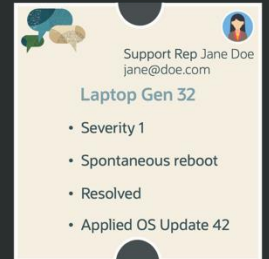 Support Rep Jane Doe
jane@doe.com
Laptop Gen 32
• Severity 1
• Spontaneous reboot
• Resolved
• Applied OS Update 42